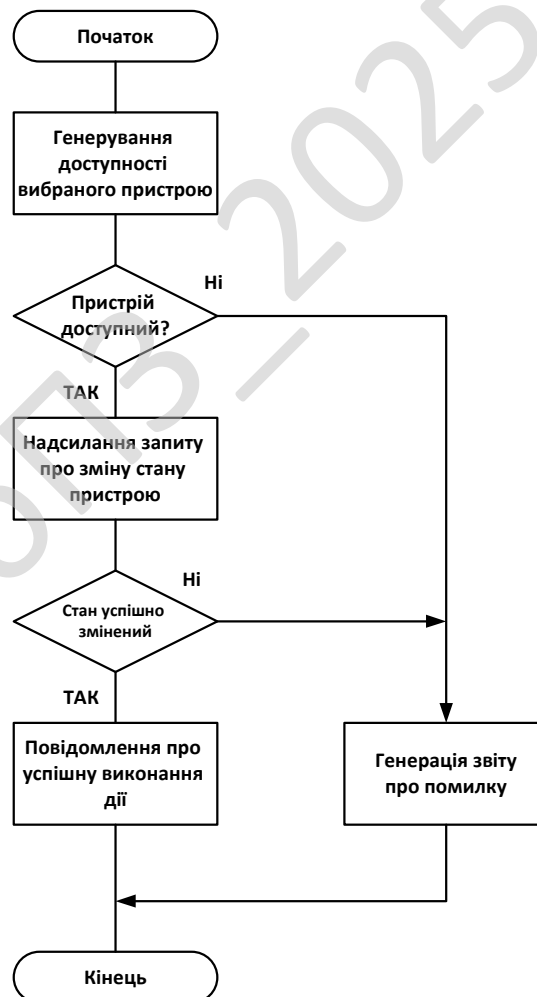 Початок
Генерування
доступності
вибраного пристрою
Ні
Пристрій
доступний?
ТАК
Надсилання запиту
про зміну стану
пристрою
Ні
Стан успішно
змінений
ТАК
Повідомлення про
успішну виконання
дії
Генерація звіту
про помилку
Кінець
ПЗ_2025